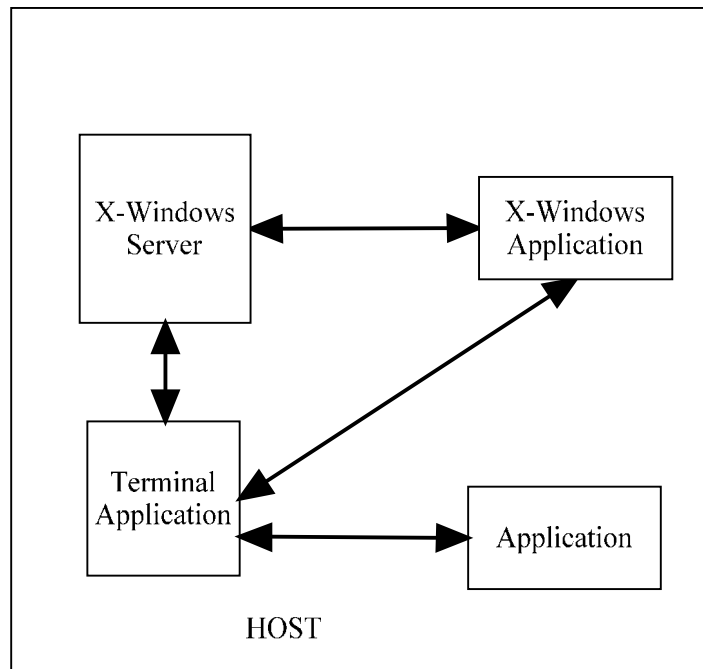 X-Windows
Server
X-Windows
Application
Terminal
Application
Application
HOST